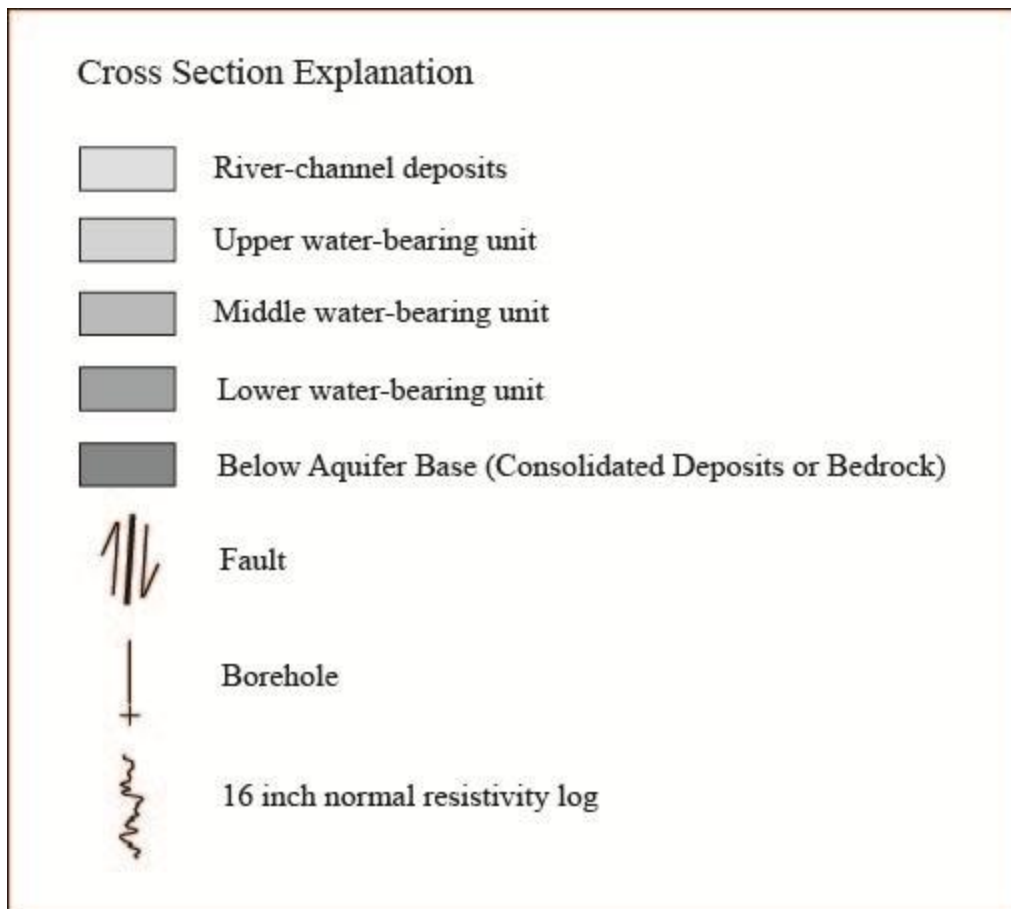 Cross Section Explanation
River-channel deposits
Upper water-bearing unit
Middle water-bearing unit
Lower water-bearing unit
Below Aquifer Base (Consolidated Deposits or Bedrock)
Fault
Borehole
16 inch normal resistivity log